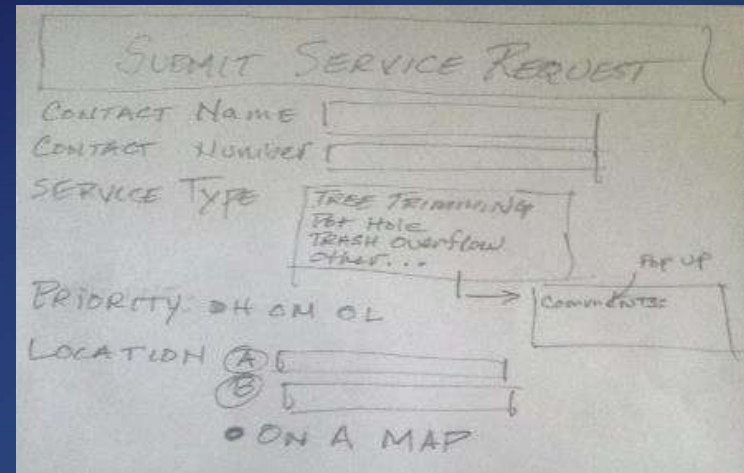 SUBMIT SERVICE REQUEST
CONTACT Name
CONTACT Number
SERVICE TYPE
TREE TRIMMING
Pot Hole
TRASH Overflow
Other...
POP UP
COMMENTS:
PRIORITY: H M L
LOCATION A
B
ON A MAP